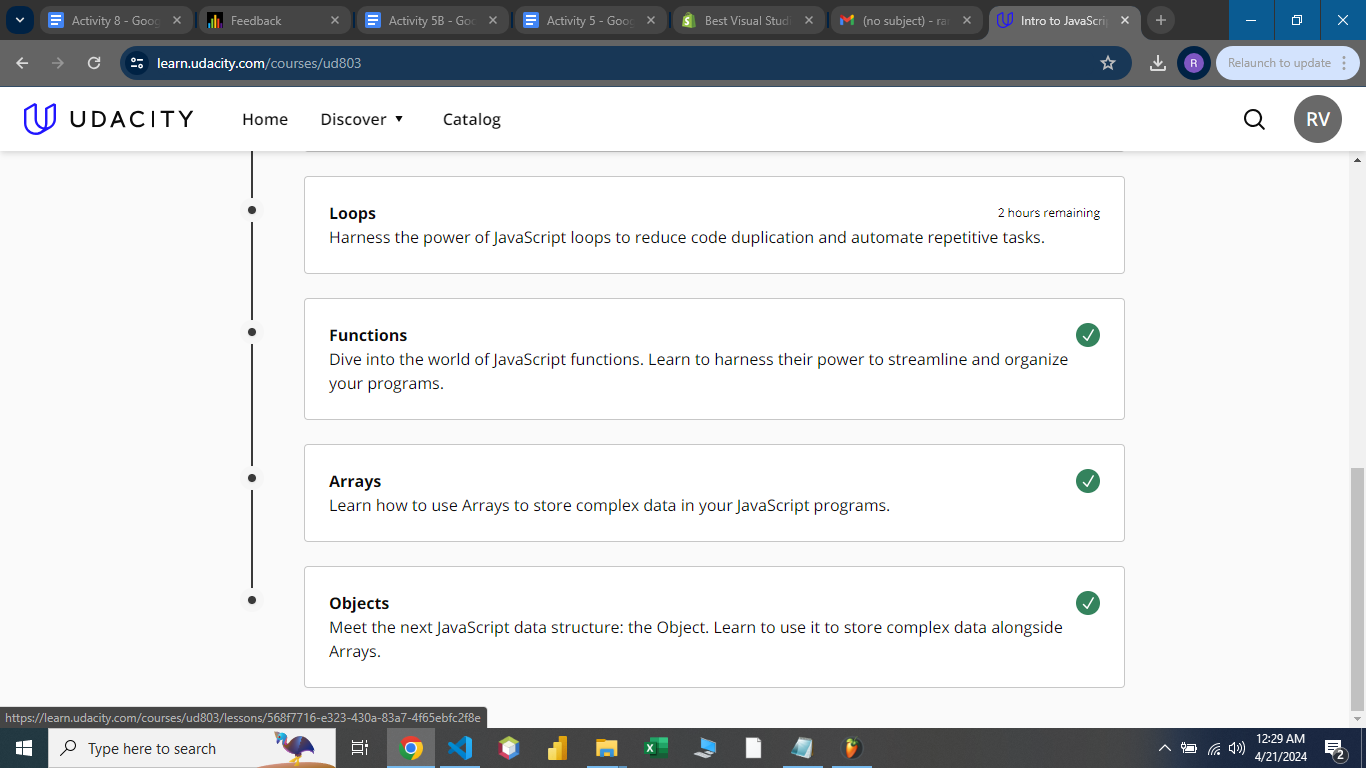 Activity 8 - Goog
Feedback
Activity 5B - Goo
Activity 5 - Goog
Best Visual Studi
(no subject) - rar
Intro to JavaScrip
learn.udacity.com/courses/ud803
R
Relaunch to update
UDACITY
Home
Discover
Catalog
RV
Loops
2 hours remaining
Harness the power of JavaScript loops to reduce code duplication and automate repetitive tasks.
Functions
Dive into the world of JavaScript functions. Learn to harness their power to streamline and organize
your programs.
Arrays
Learn how to use Arrays to store complex data in your JavaScript programs.
Objects
Meet the next JavaScript data structure: the Object. Learn to use it to store complex data alongside
Arrays.
https://learn.udacity.com/courses/ud803/lessons/568f7716-e323-430a-83a7-4f65ebfc2f8e
Type here to search
12:29 AM
4/21/2024
2